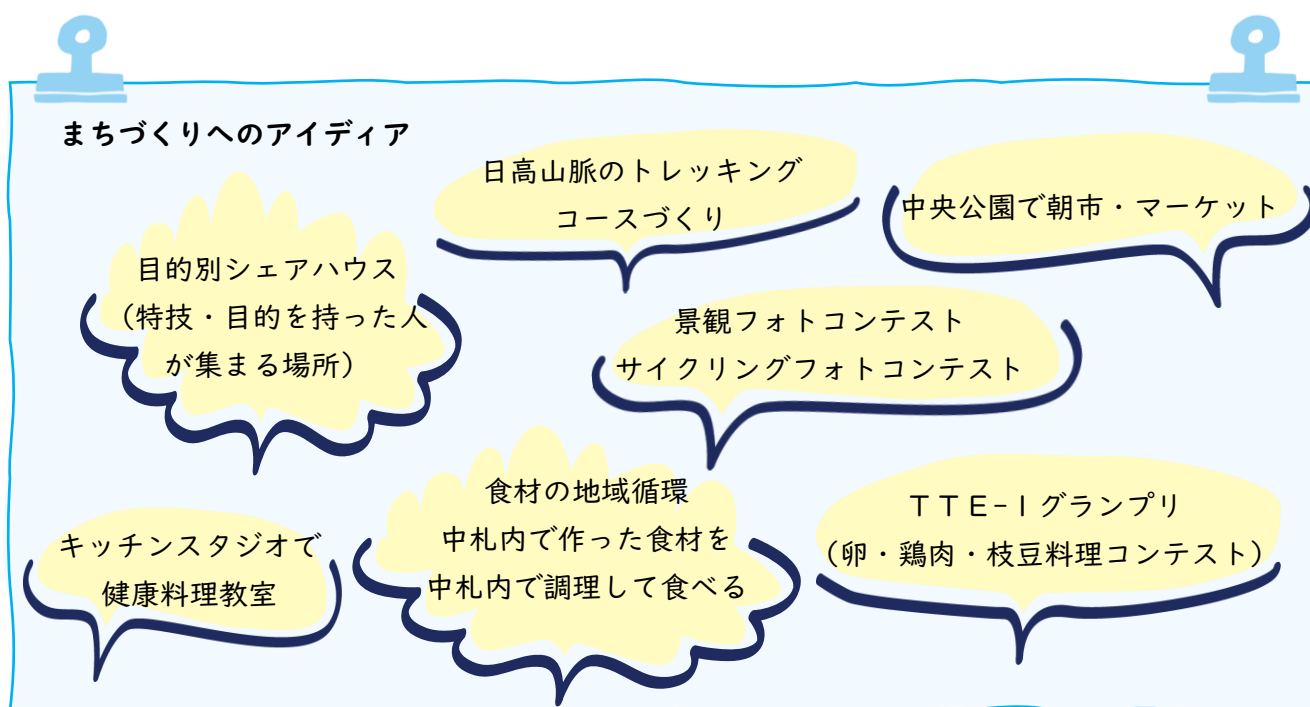 まちづくりへのアイディア
日高山脈のトレッキング
コースづくり
中央公園で朝市・マーケット
目的別シェアハウス
（特技・目的を持った人
が集まる場所）
景観フォトコンテスト
サイクリングフォトコンテスト
キッチンスタジオで
健康料理教室
食材の地域循環
中札内で作った食材を
中札内で調理して食べる
ＴＴＥ-Ⅰグランプリ
（卵・鶏肉・枝豆料理コンテスト）